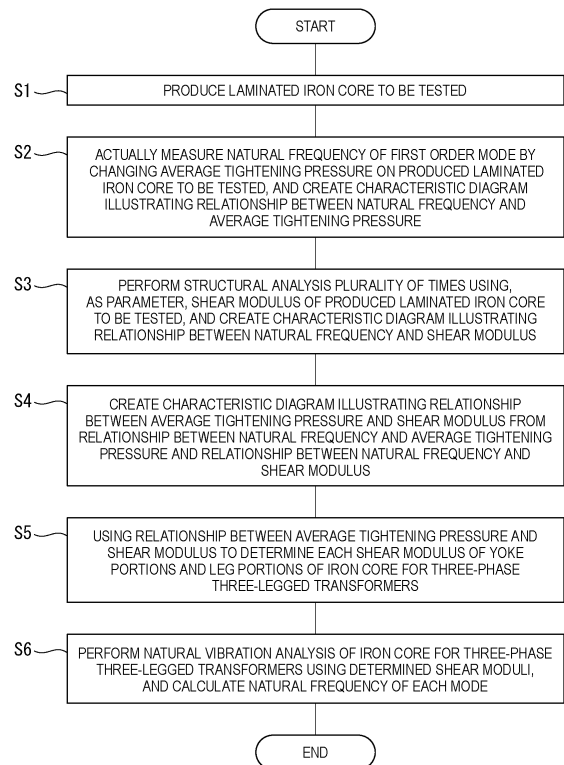 START
S1
PRODUCE LAMINATED IRON CORE TO BE TESTED
S2
ACTUALLY MEASURE NATURAL FREQUENCY OF FIRST ORDER MODE BY
CHANGING AVERAGE TIGHTENING PRESSURE ON PRODUCED LAMINATED
IRON CORE TO BE TESTED, AND CREATE CHARACTERISTIC DIAGRAM
ILLUSTRATING RELATIONSHIP BETWEEN NATURAL FREQUENCY AND
AVERAGE TIGHTENING PRESSURE
S3
PERFORM STRUCTURAL ANALYSIS PLURALITY OF TIMES USING,
AS PARAMETER, SHEAR MODULUS OF PRODUCED LAMINATED IRON CORE
TO BE TESTED, AND CREATE CHARACTERISTIC DIAGRAM ILLUSTRATING
RELATIONSHIP BETWEEN NATURAL FREQUENCY AND SHEAR MODULUS
S4
CREATE CHARACTERISTIC DIAGRAM ILLUSTRATING RELATIONSHIP
BETWEEN AVERAGE TIGHTENING PRESSURE AND SHEAR MODULUS FROM
RELATIONSHIP BETWEEN NATURAL FREQUENCY AND AVERAGE TIGHTENING
PRESSURE AND RELATIONSHIP BETWEEN NATURAL FREQUENCY AND
SHEAR MODULUS
S5
USING RELATIONSHIP BETWEEN AVERAGE TIGHTENING PRESSURE AND
SHEAR MODULUS TO DETERMINE EACH SHEAR MODULUS OF YOKE
PORTIONS AND LEG PORTIONS OF IRON CORE FOR THREE-PHASE
THREE-LEGGED TRANSFORMERS
S6
PERFORM NATURAL VIBRATION ANALYSIS OF IRON CORE FOR THREE-PHASE
THREE-LEGGED TRANSFORMERS USING DETERMINED SHEAR MODULI,
AND CALCULATE NATURAL FREQUENCY OF EACH MODE
END